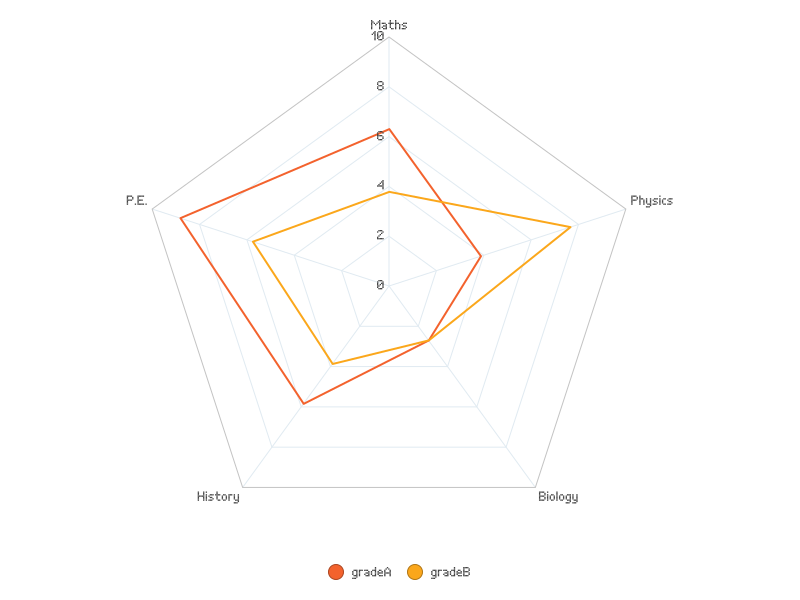 Maths
10
8
6
4
2
0
P.E.
Physics
History
Biology
gradeA
gradeB